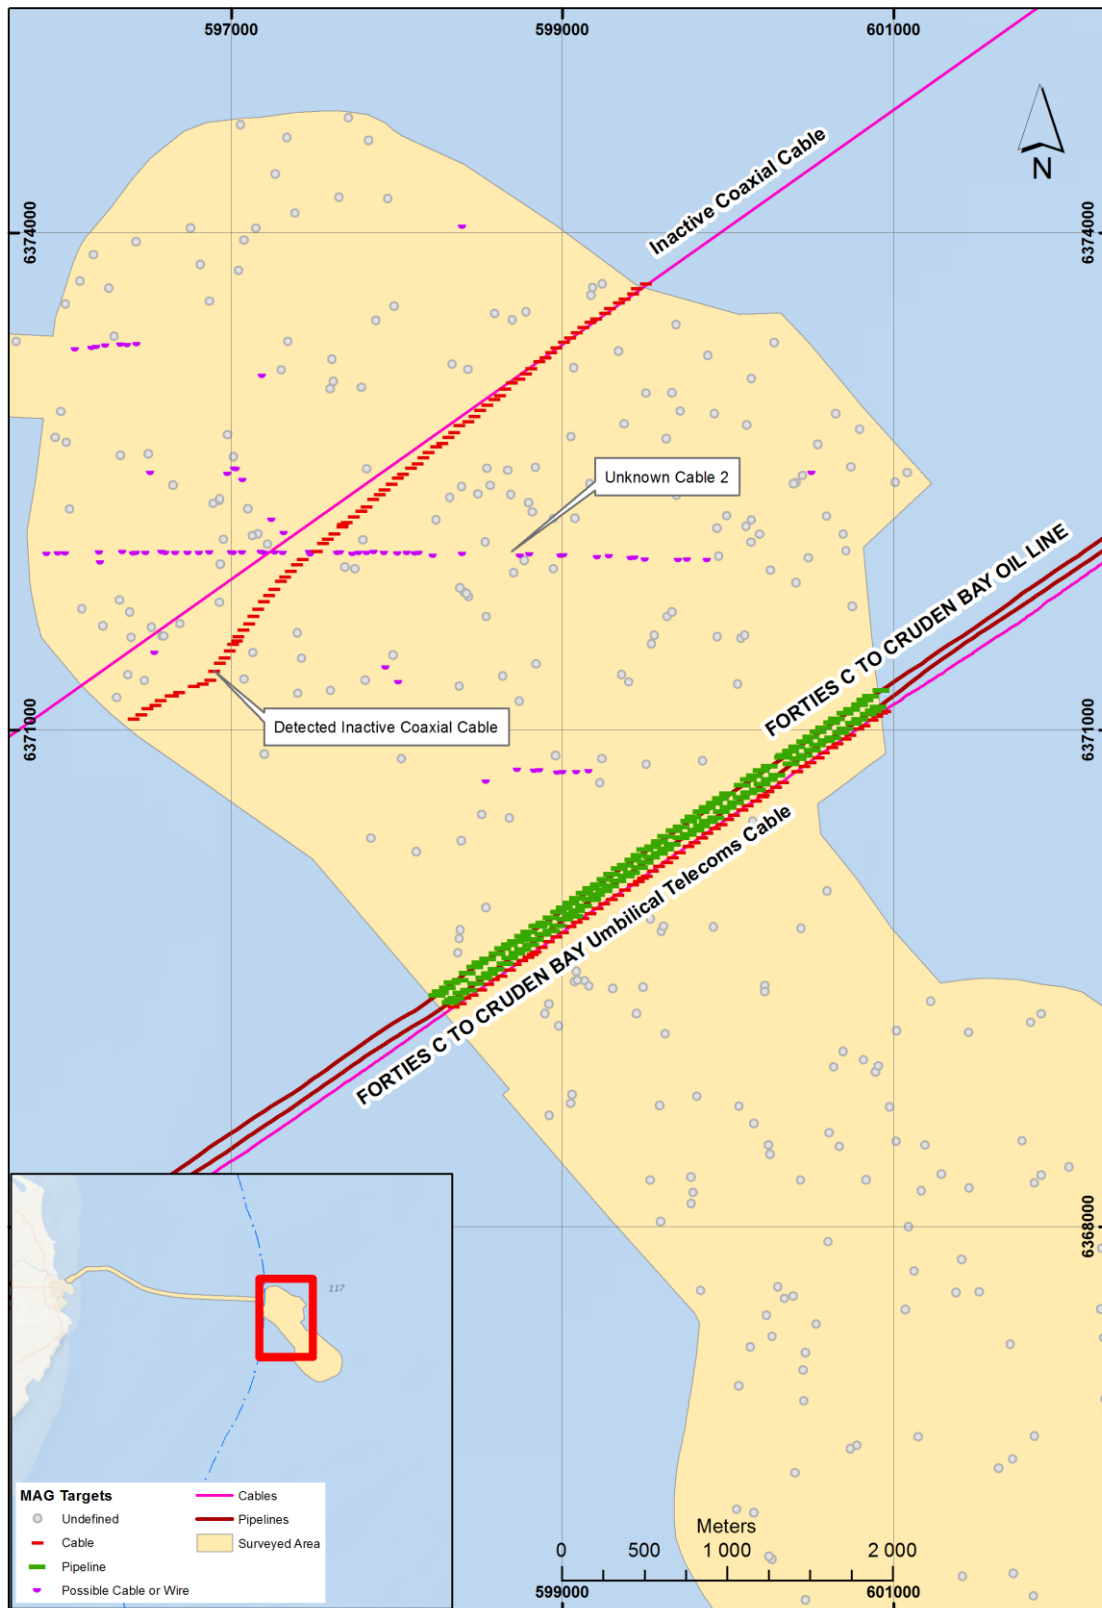 597000
599000
601000
6374000
6374000
Inactive Coaxial Cable
N
Unknown Cable 2
FORTIES C TO CRUDEN BAY OIL LINE
Detected Inactive Coaxial Cable
6371000
6371000
FORTIES C TO CRUDEN BAY Umbilical Telecoms Cable
6368000
117
MAG Targets
Undefined
Cable
Pipeline
Possible Cable or Wire
Cables
Pipelines
Surveyed Area
Meters
0 500 1 000 2 000
599000
601000